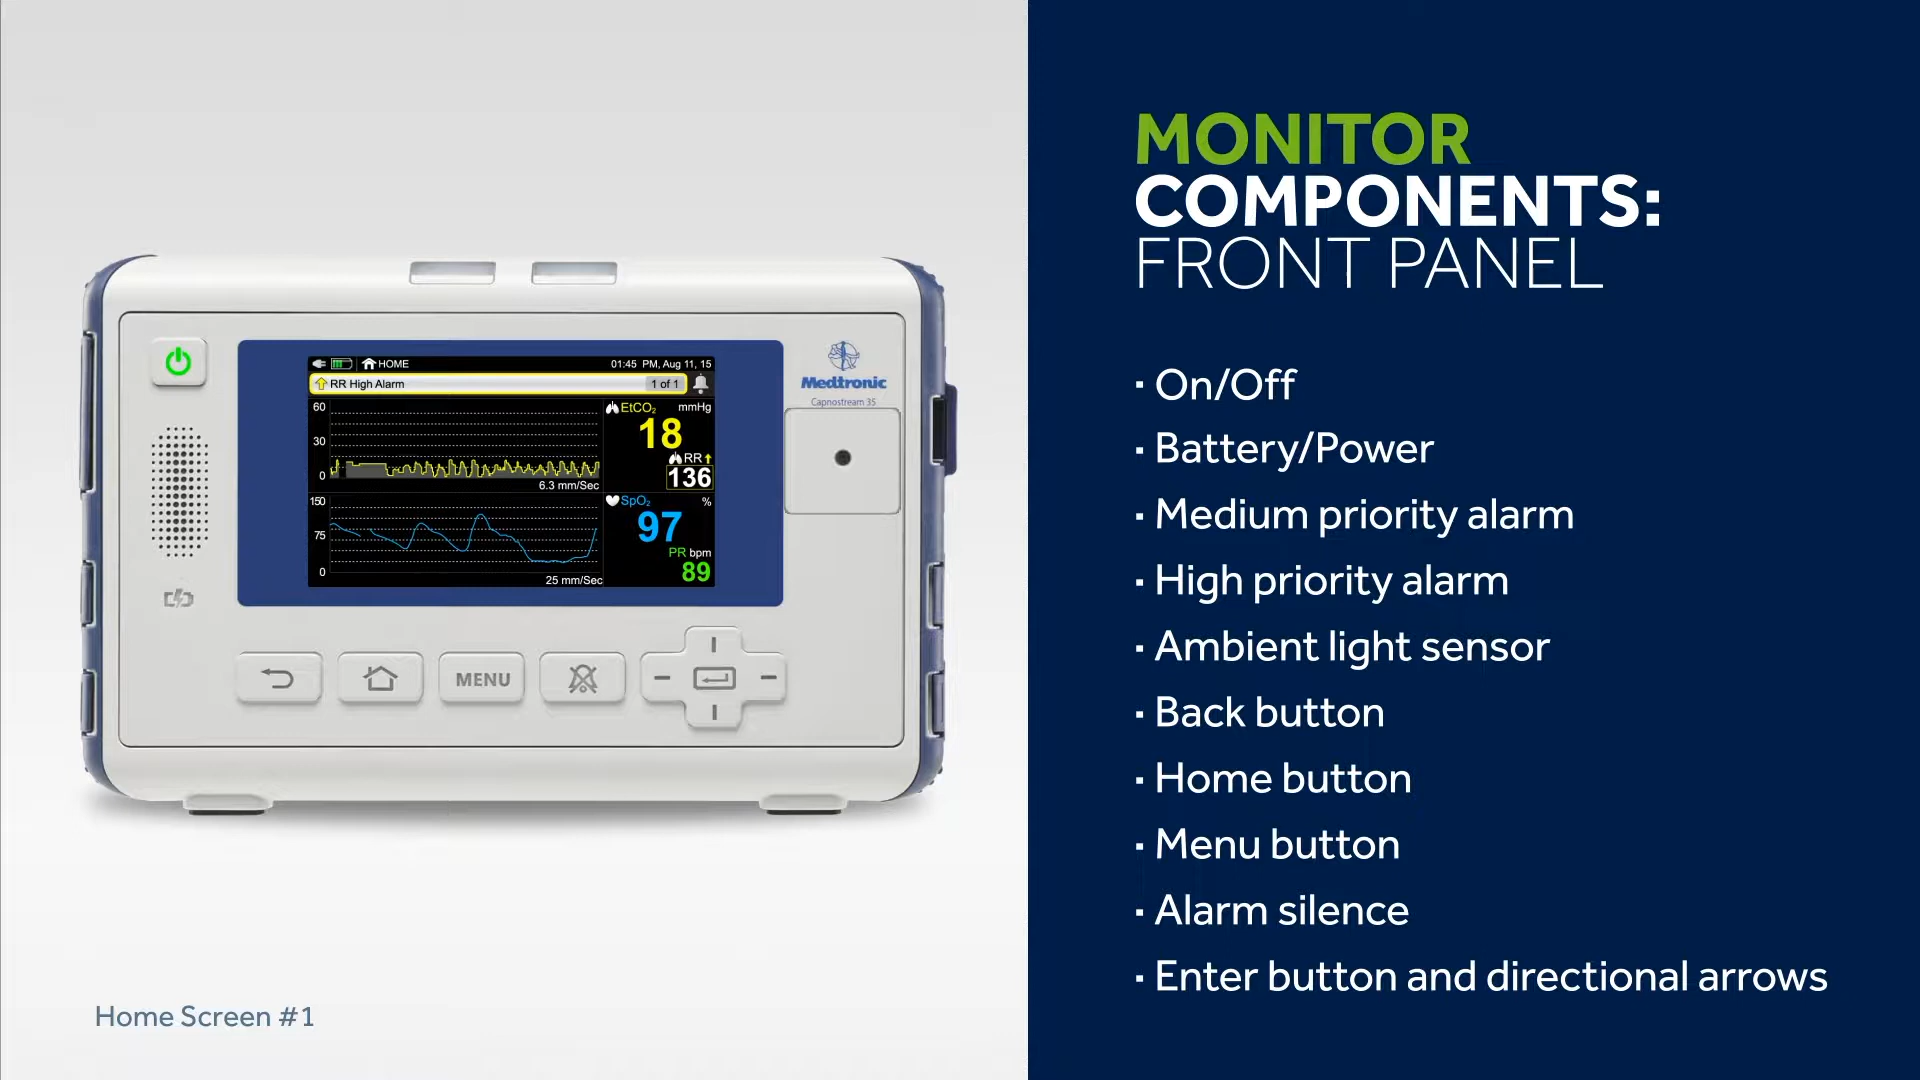 HOME
01:45 PM, Aug 11, 15
RR High Alarm
1 of 1
60
30
0
6.3 mm/Sec
EtCO₂ mmHg
18
RR
136
150
75
0
25 mm/Sec
SpO₂ %
97
PR bpm
89
Medtronic
Capnostream 35
MENU
Home Screen #1
MONITOR
COMPONENTS:
FRONT PANEL
· On/Off
· Battery/Power
· Medium priority alarm
· High priority alarm
· Ambient light sensor
· Back button
· Home button
· Menu button
· Alarm silence
· Enter button and directional arrows